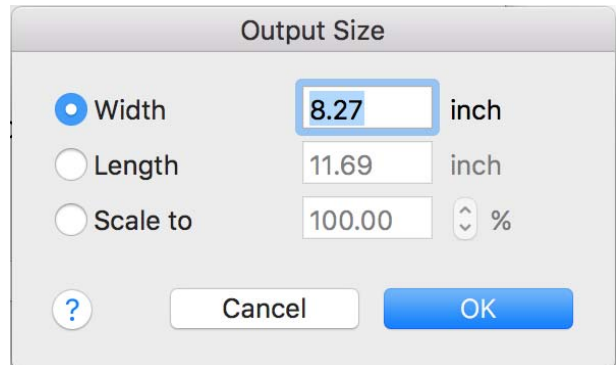 Output Size
Width 8.27 inch
Length 11.69 inch
Scale to 100.00 %
? Cancel OK